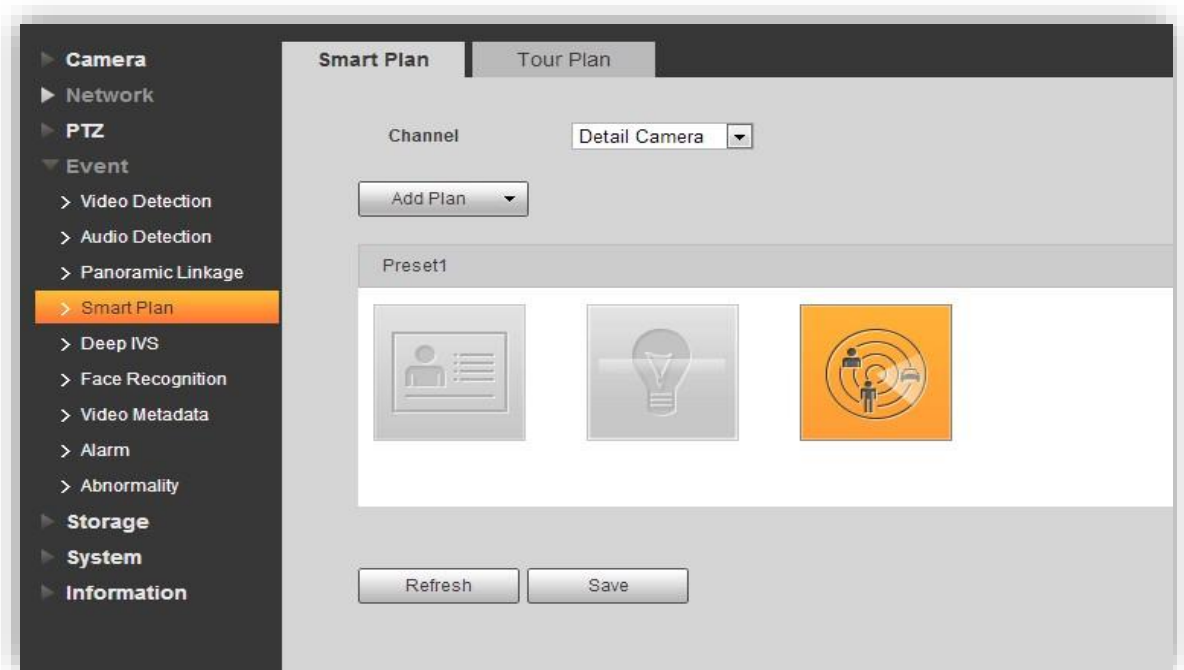 Camera
Network
PTZ
Event
Video Detection
Audio Detection
Panoramic Linkage
Smart Plan
Deep IVS
Face Recognition
Video Metadata
Alarm
Abnormality
Storage
System
Information
Smart Plan Tour Plan
Channel Detail Camera
Add Plan
Preset1
Refresh Save